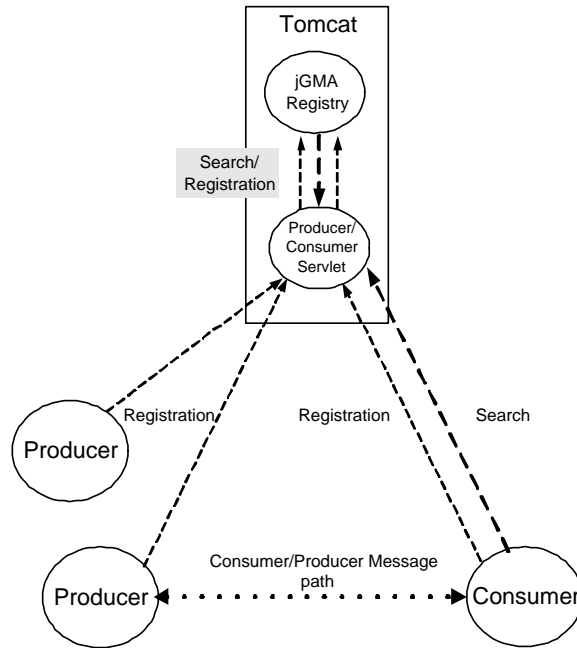 Tomcat
jGMA
Registry
Search/
Registration
Producer/
Consumer
Servlet
Registration
Registration
Search
Producer
Consumer/Producer Message
path
Producer
Consumer